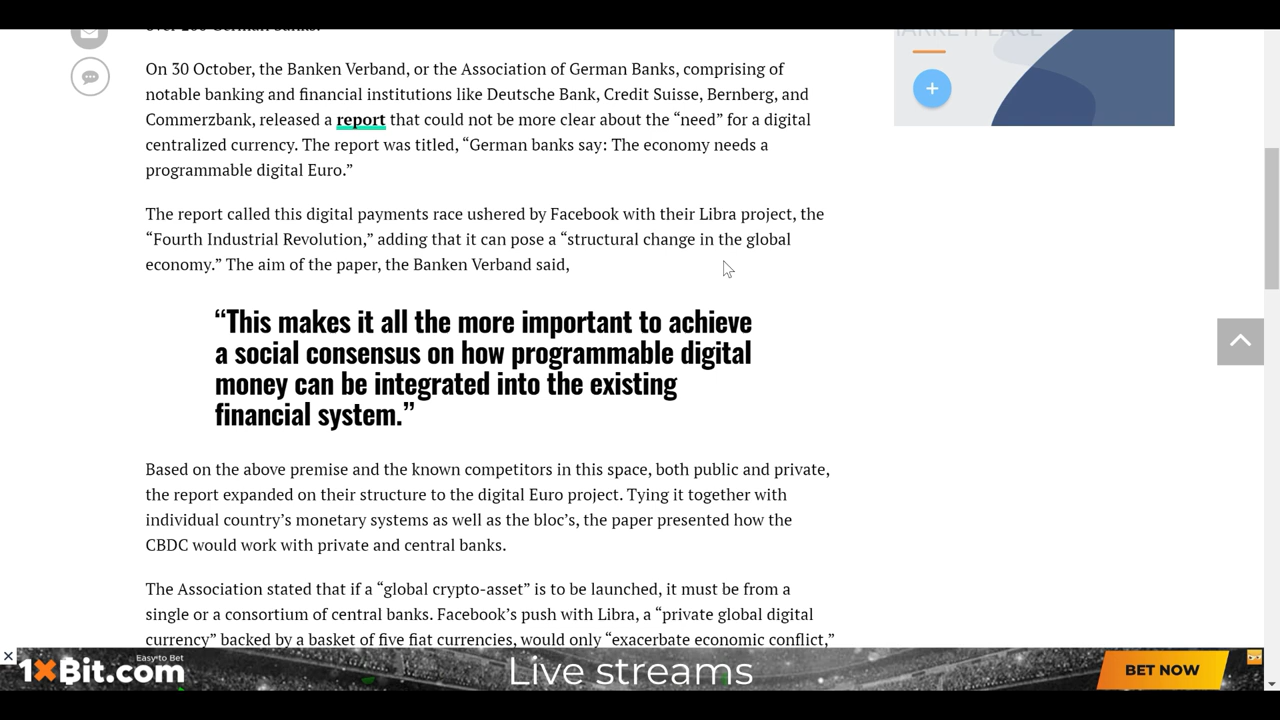 over 200 German banks.
MARKETPLACE
On 30 October, the Banken Verband, or the Association of German Banks, comprising of
notable banking and financial institutions like Deutsche Bank, Credit Suisse, Bernberg, and
Commerzbank, released a report that could not be more clear about the “need” for a digital
centralized currency. The report was titled, “German banks say: The economy needs a
programmable digital Euro.”
The report called this digital payments race ushered by Facebook with their Libra project, the
“Fourth Industrial Revolution,” adding that it can pose a “structural change in the global
economy.” The aim of the paper, the Banken Verband said,
“This makes it all the more important to achieve
a social consensus on how programmable digital
money can be integrated into the existing
financial system.”
Based on the above premise and the known competitors in this space, both public and private,
the report expanded on their structure to the digital Euro project. Tying it together with
individual country’s monetary systems as well as the bloc’s, the paper presented how the
CBDC would work with private and central banks.
The Association stated that if a “global crypto-asset” is to be launched, it must be from a
single or a consortium of central banks. Facebook’s push with Libra, a “private global digital
currency” backed by a basket of five fiat currencies, would only “exacerbate economic conflict,”
Easy to Bet
1XBit.com
Live streams
BET NOW